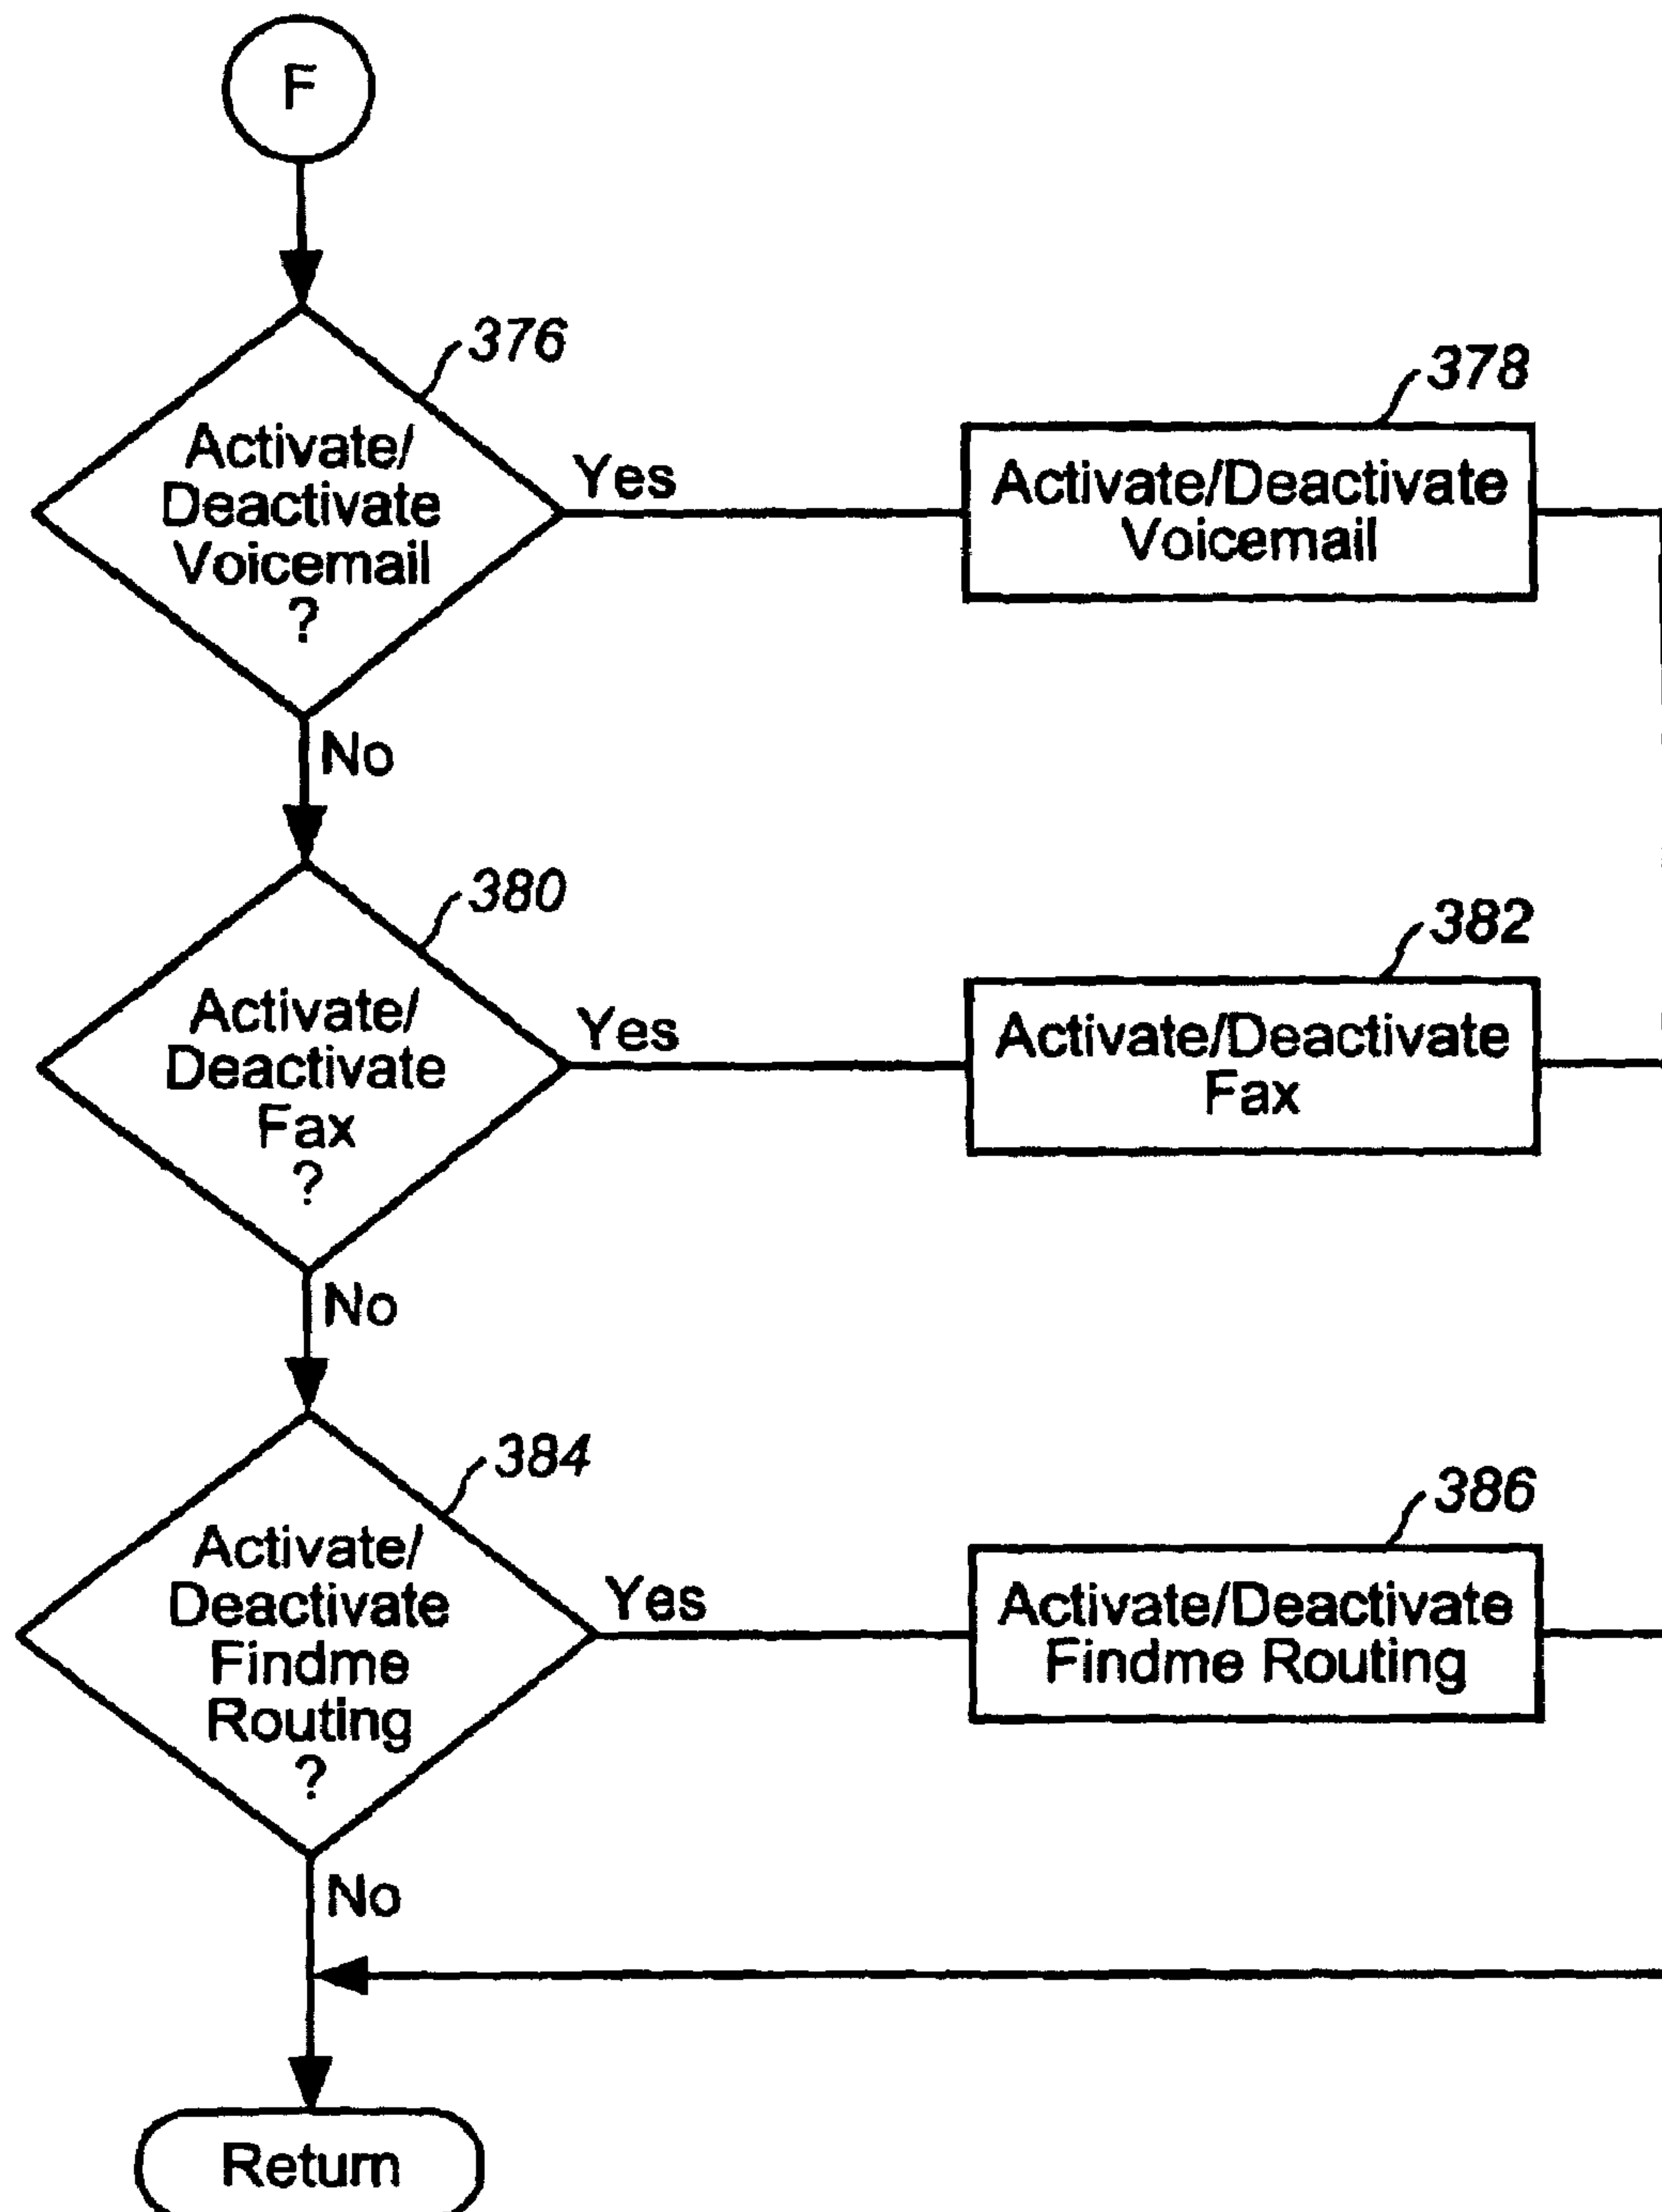 F
376
Activate/
Deactivate
Voicemail
?
Yes
378
Activate/Deactivate
Voicemail
No
380
Activate/
Deactivate
Fax
?
Yes
382
Activate/Deactivate
Fax
No
384
Activate/
Deactivate
Findme
Routing
?
Yes
386
Activate/Deactivate
Findme Routing
No
Return